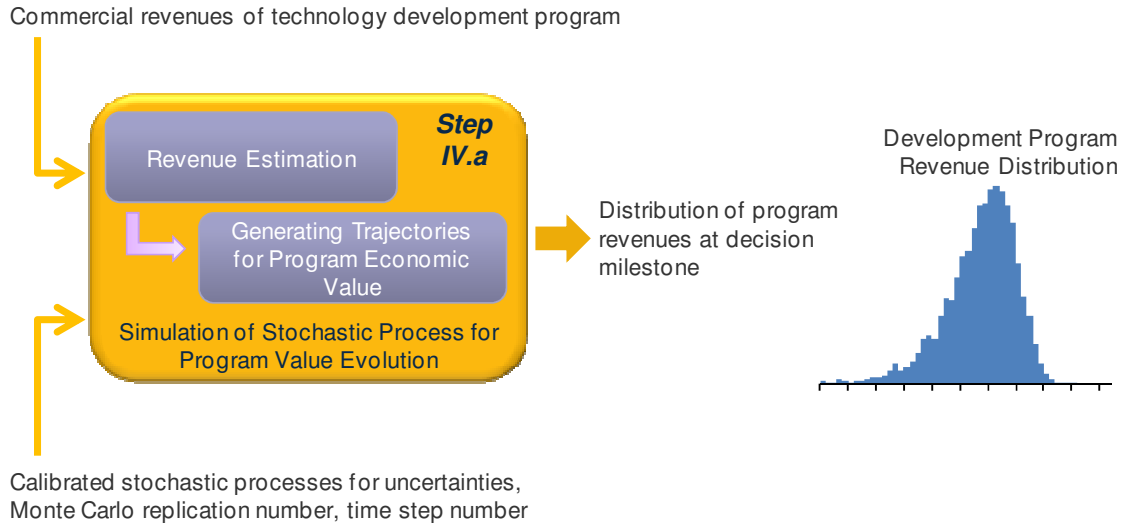 Commercial revenues of technology development program
Step
IV.a
Revenue Estimation
Generating Trajectories
for Program Economic
Value
Simulation of Stochastic Process for
Program Value Evolution
Distribution of program
revenues at decision
milestone
Development Program
Revenue Distribution
Calibrated stochastic processes for uncertainties,
Monte Carlo replication number, time step number